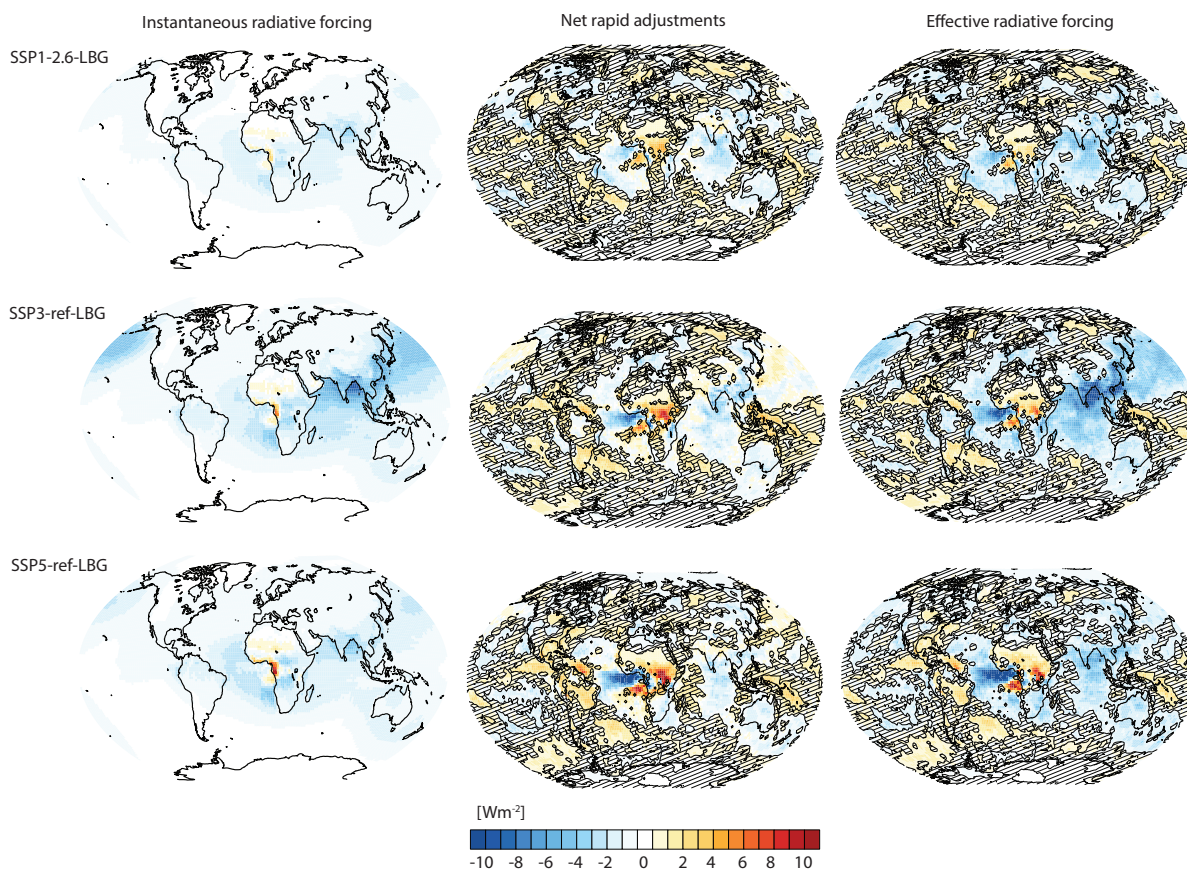 Instantaneous radiative forcing
Net rapid adjustments
Effective radiative forcing
SSP1-2.6-LBG
SSP3-ref-LBG
SSP5-ref-LBG
[Wm⁻²]
-10 -8 -6 -4 -2 0 2 4 6 8 10